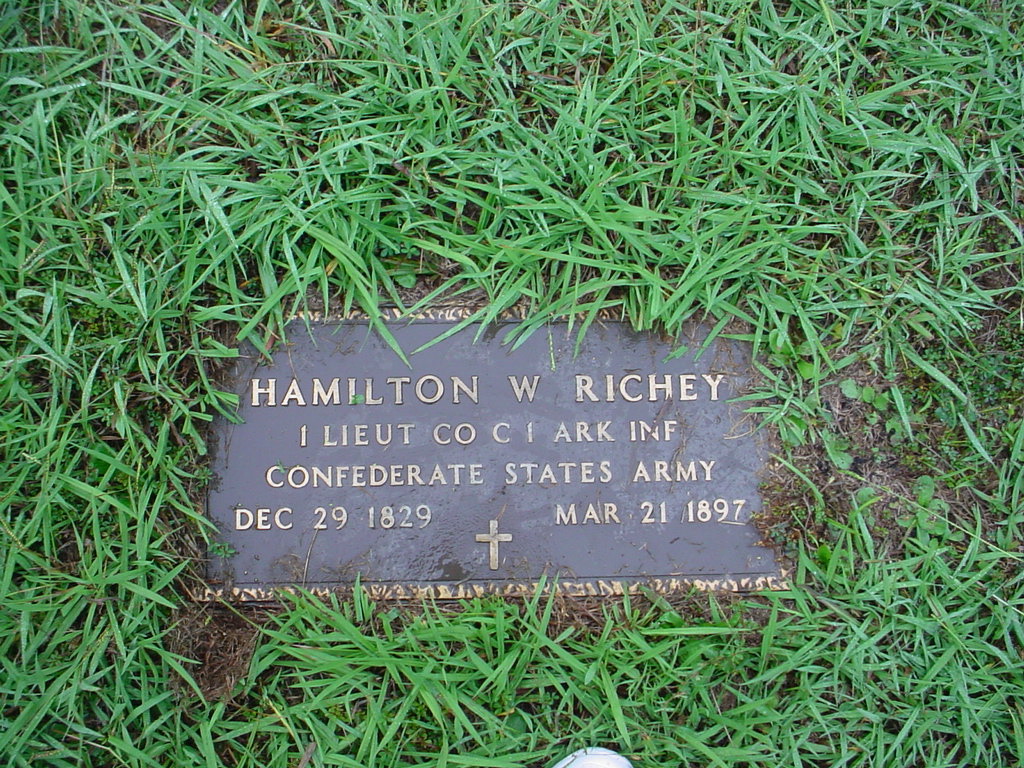 HAMILTON W RICHEY
1 LIEUT CO C 1 ARK INF
CONFEDERATE STATES ARMY
DEC 29 1829 MAR 21 1897